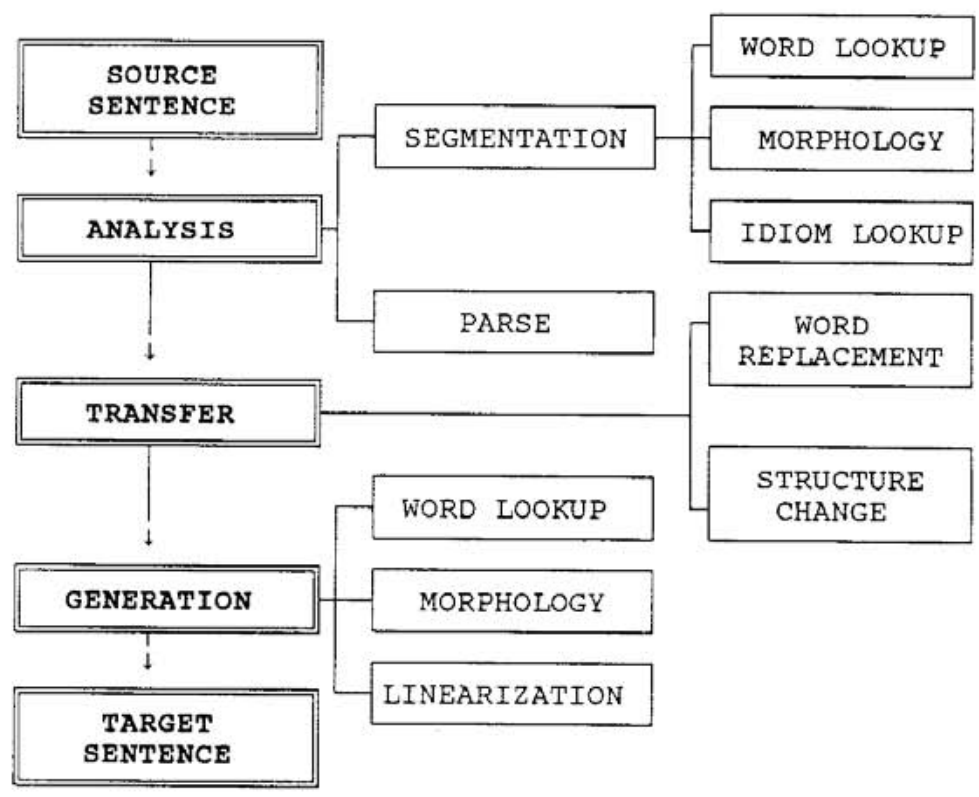 SOURCE
SENTENCE
ANALYSIS
SEGMENTATION
WORD LOOKUP
MORPHOLOGY
IDIOM LOOKUP
PARSE
TRANSFER
WORD
REPLACEMENT
STRUCTURE
CHANGE
GENERATION
WORD LOOKUP
MORPHOLOGY
LINEARIZATION
TARGET
SENTENCE